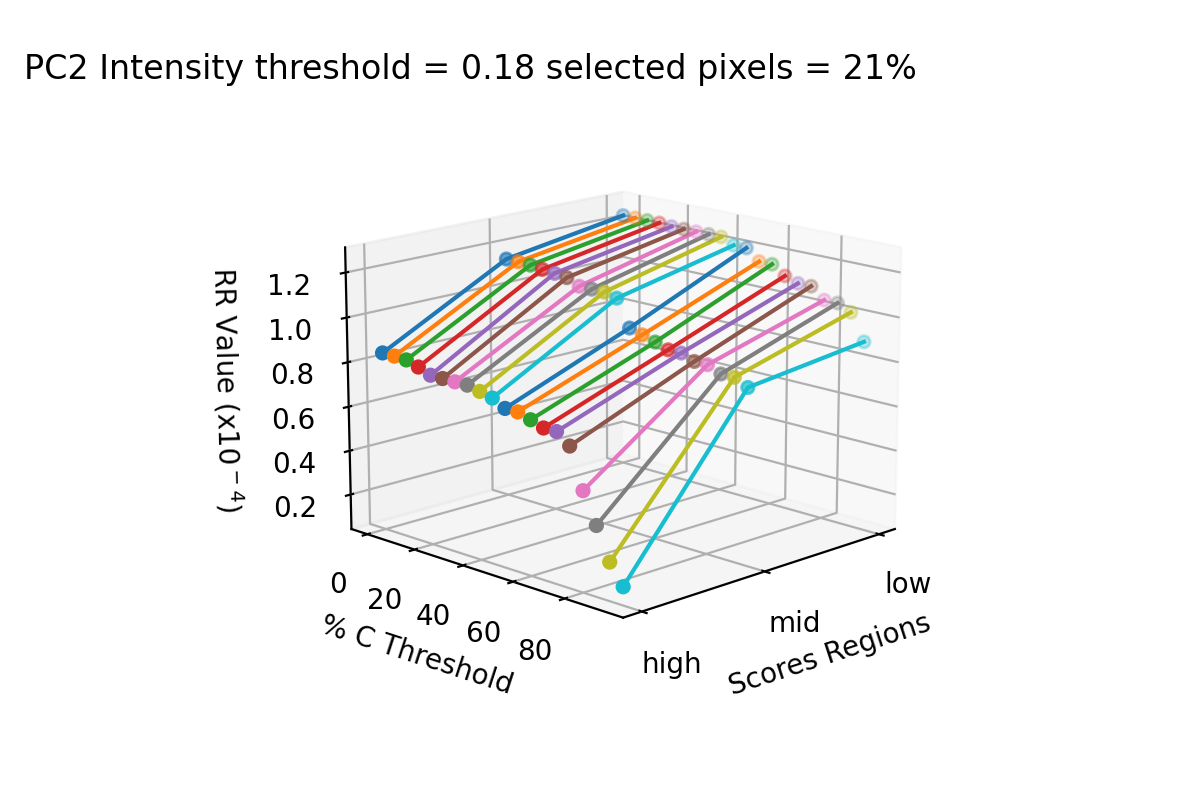 PC2 Intensity threshold = 0.18 selected pixels = 21%
RR Value (x10⁻⁴)
1.2
1.0
0.8
0.6
0.4
0.2
0
20
40
60
80
% C Threshold
low
mid
high
Scores Regions